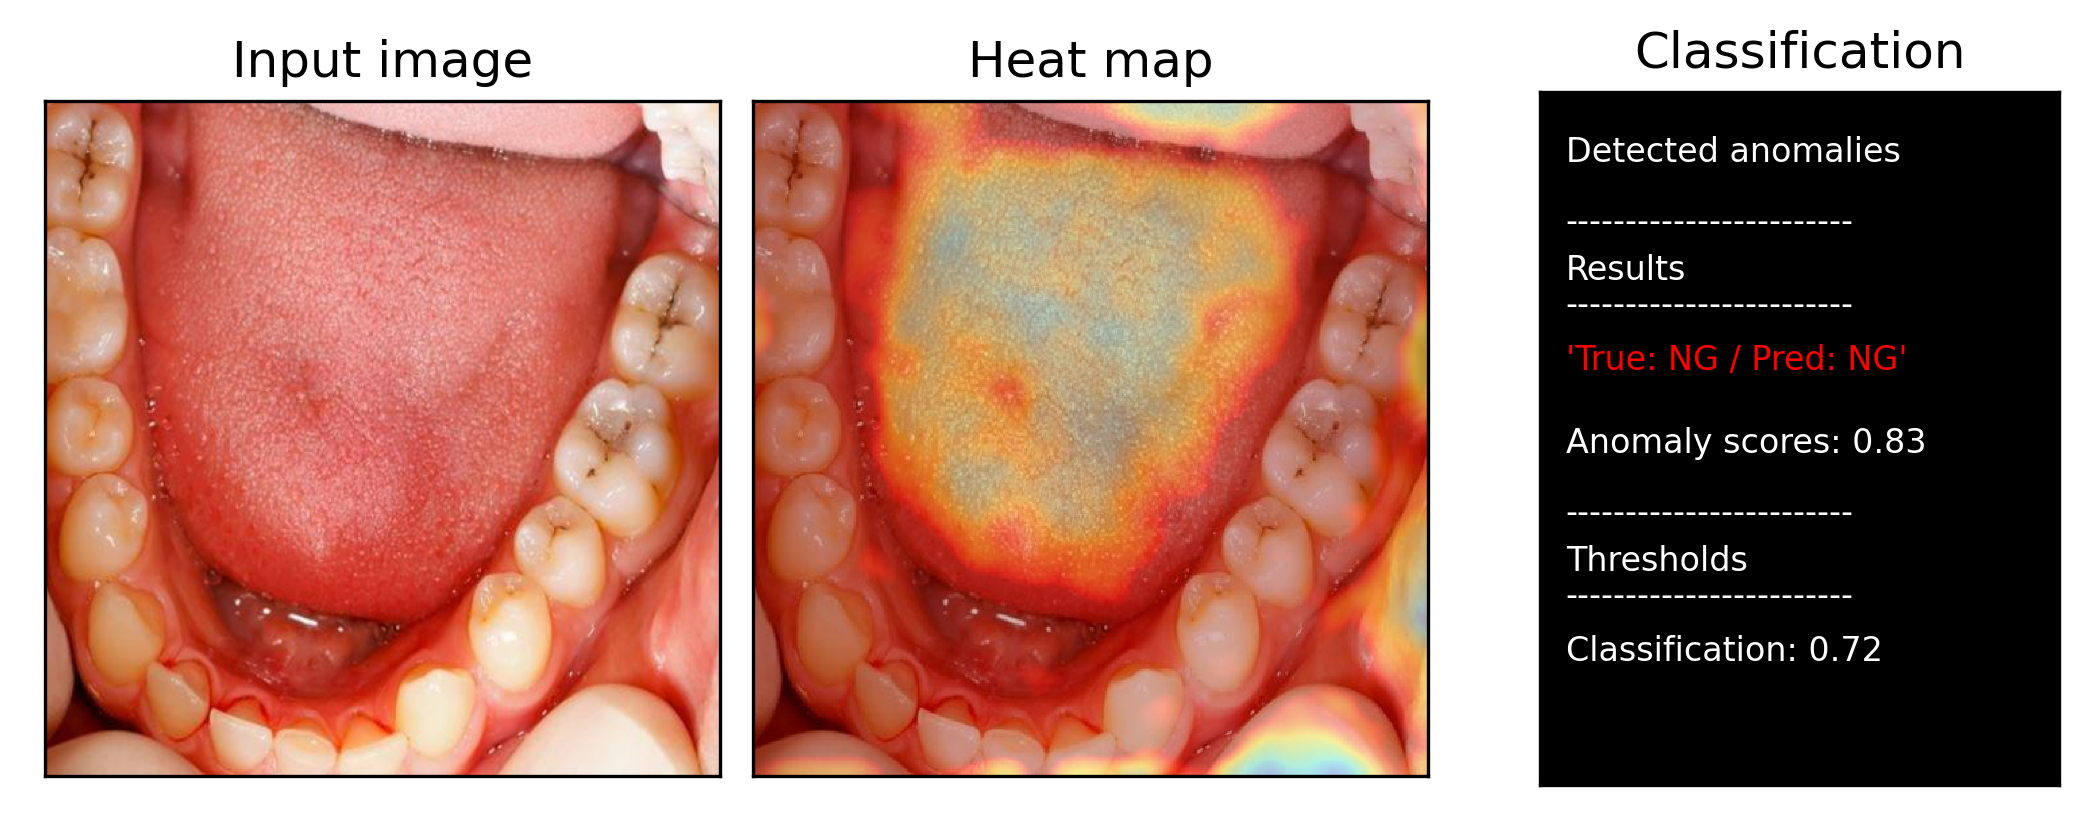 Input image
Heat map
Classification
Detected anomalies
------------------------
Results
------------------------
'True: NG / Pred: NG'
Anomaly scores: 0.83
------------------------
Thresholds
------------------------
Classification: 0.72